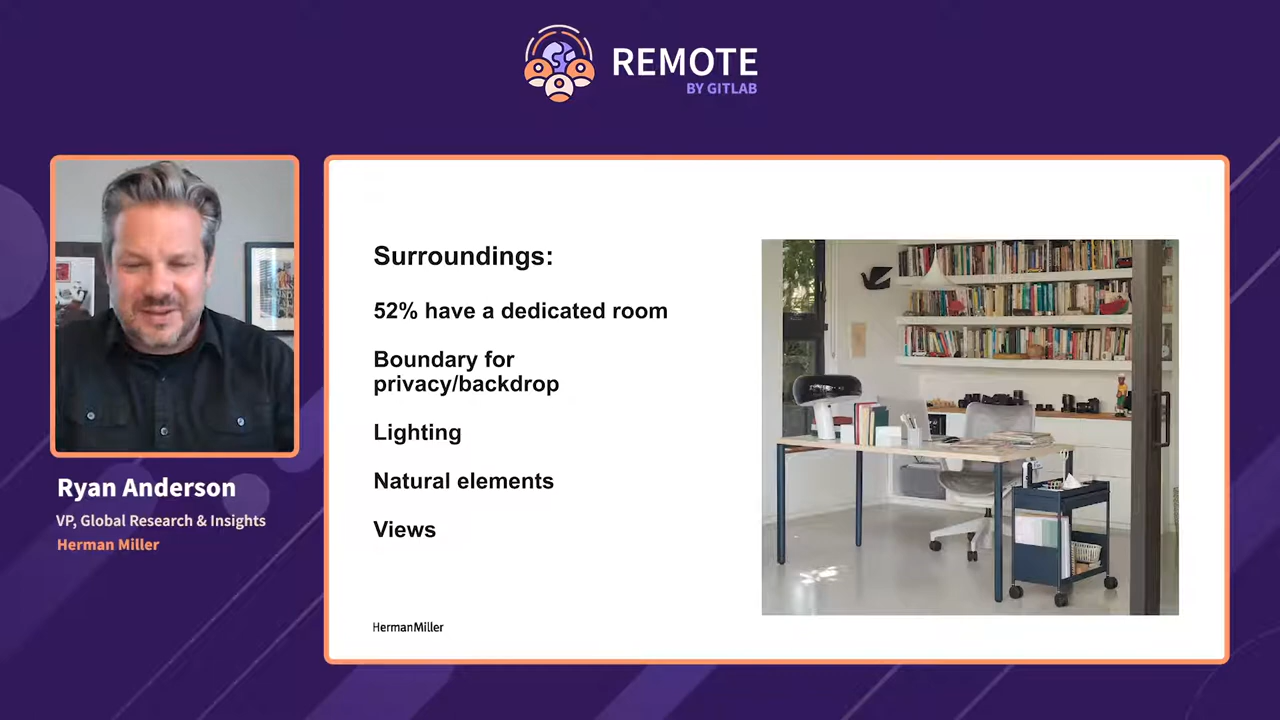 REMOTE
BY GITLAB
Ryan Anderson
VP, Global Research & Insights
Herman Miller
Surroundings:
52% have a dedicated room
Boundary for
privacy/backdrop
Lighting
Natural elements
Views
HermanMiller